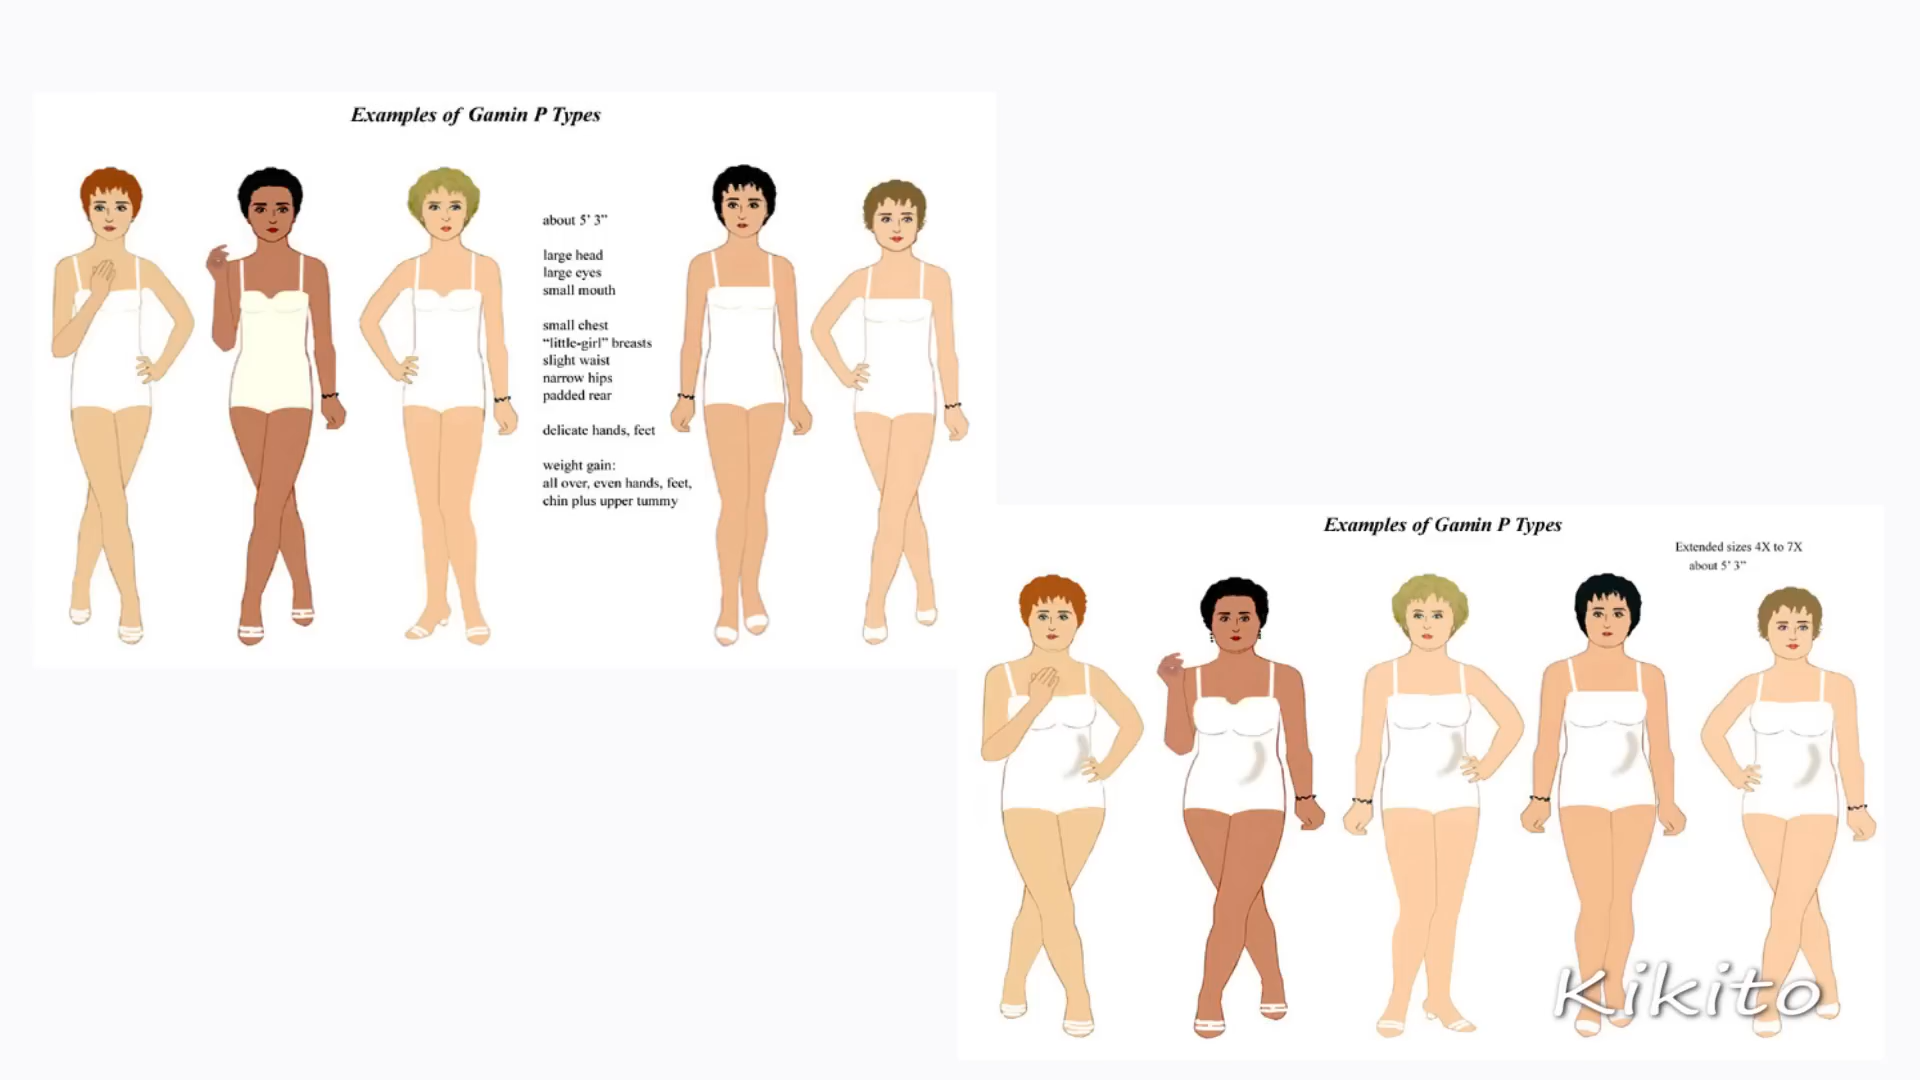 Examples of Gamin P Types
about 5' 3”
large head
large eyes
small mouth
small chest
“little-girl” breasts
slight waist
narrow hips
padded rear
delicate hands, feet
weight gain:
all over, even hands, feet,
chin plus upper tummy
Examples of Gamin P Types
Extended sizes 4X to 7X
about 5' 3”
Kikito